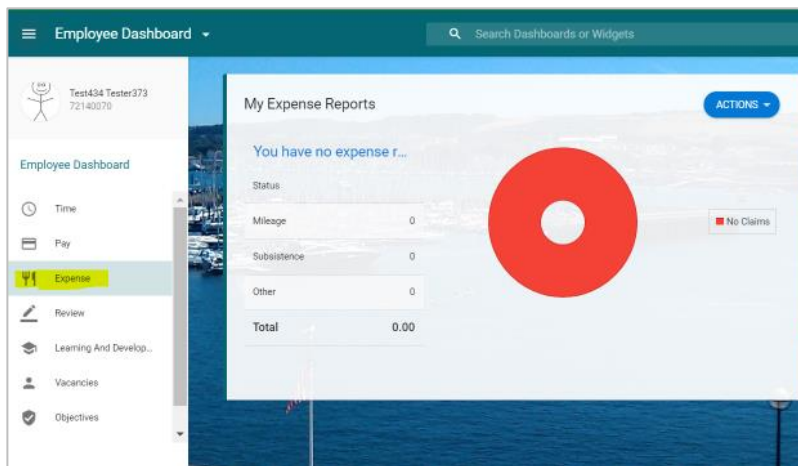 Employee Dashboard
Search Dashboards or Widgets
Test434 Tester373
72140070
Employee Dashboard
Time
Pay
Expense
Review
Learning And Develop...
Vacancies
Objectives
My Expense Reports
ACTIONS
You have no expense r...
Status
Mileage 0
Subsistence 0
Other 0
Total 0.00
No Claims